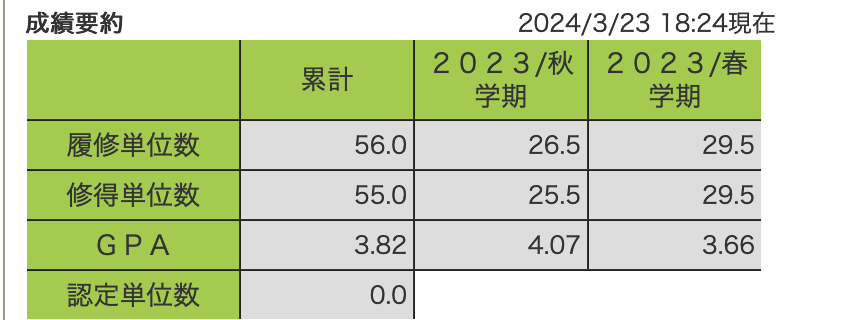 成績要約 2024/3/23 18:24現在
累計 ２０２３/秋学期 ２０２３/春学期
履修単位数 56.0 26.5 29.5
修得単位数 55.0 25.5 29.5
ＧＰＡ 3.82 4.07 3.66
認定単位数 0.0